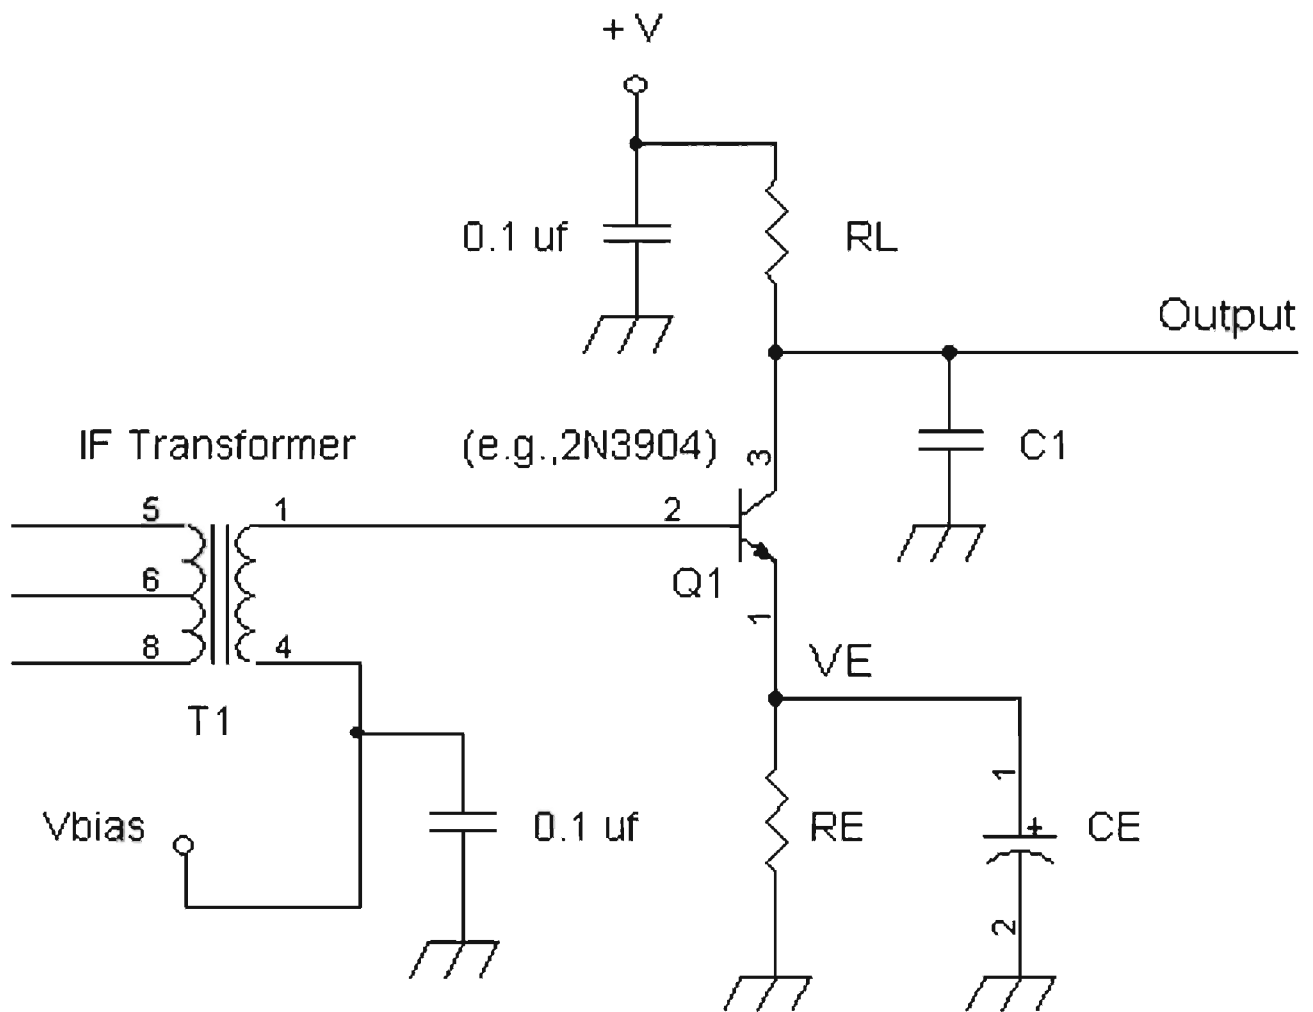 + V
0.1 uf
RL
Output
IF Transformer
(e.g.,2N3904)
3
C1
5
1
2
6
Q1
1
8
4
VE
T1
1
Vbias
0.1 uf
RE
+
CE
2